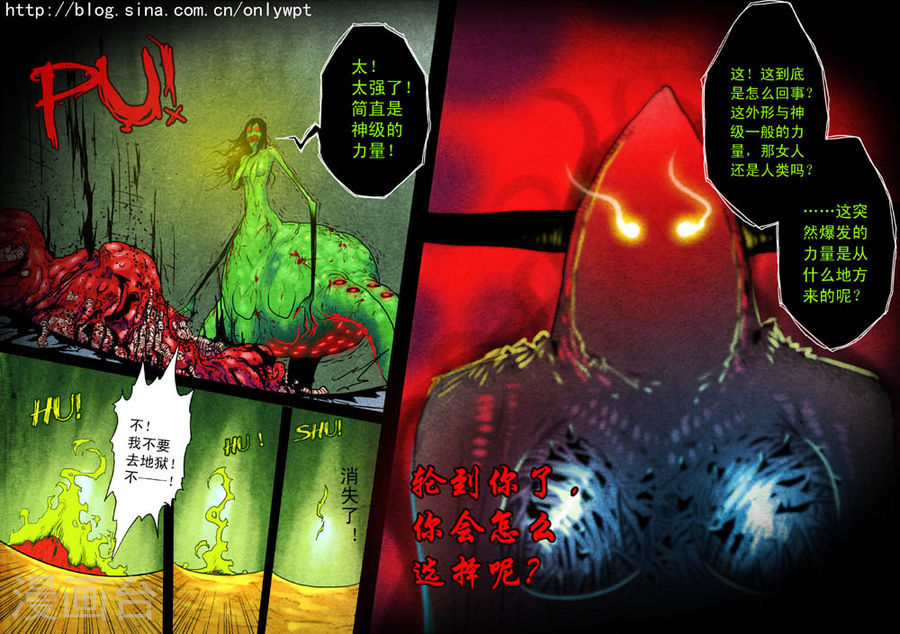 http://blog.sina.com.cn/onlywpt
PU!
太!
太强了!
简直是
神级的
力量!
HU!
不!
我不要
去地狱!
不——!
HU!
SHU!
消失了!
这!这到底
是怎么回事?
这外形与神
级一般的力
量,那女人
还是人类吗?
……这突
然爆发的
力量是从
什么地方
来的呢?
轮到你了,
你会怎么
选择呢?
漫画台